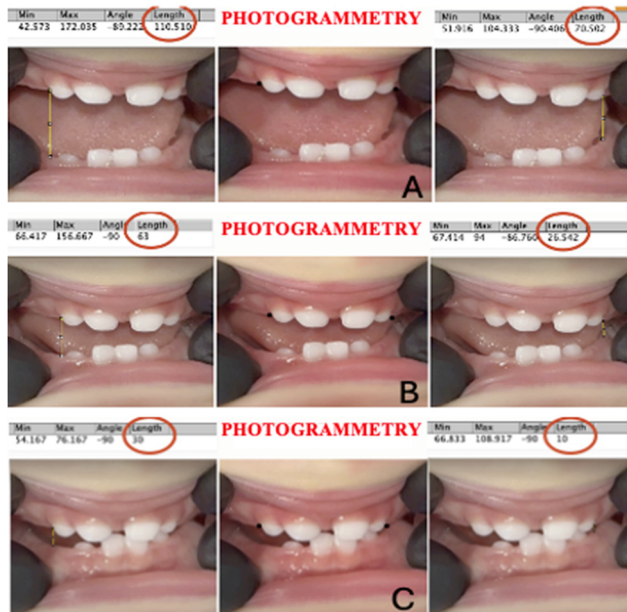 Min Max Angle Length
42.573 172.035 -89.222 110.510
PHOTOGRAMMETRY
Min Max Angle Length
51.916 104.333 -90.406 70.502
A
Min Max Angle Length
66.417 156.667 -90 63
PHOTOGRAMMETRY
Min Max Angle Length
67.414 94 -86.760 26.542
B
Min Max Angle Length
54.167 76.167 -90 30
PHOTOGRAMMETRY
Min Max Angle Length
66.833 108.917 -90 10
C